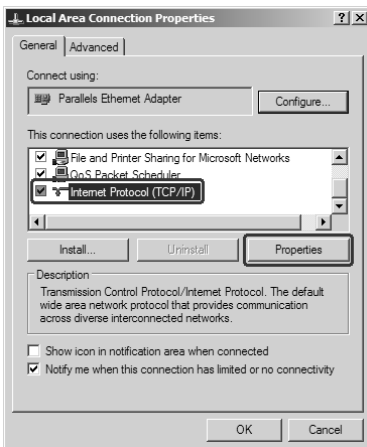 Local Area Connection Properties
General Advanced
Connect using:
Parallels Ethernet Adapter
Configure...
This connection uses the following items:
File and Printer Sharing for Microsoft Networks
QoS Packet Scheduler
Internet Protocol (TCP/IP)
Install... Uninstall Properties
Description
Transmission Control Protocol/Internet Protocol. The default
wide area network protocol that provides communication
across diverse interconnected networks.
Show icon in notification area when connected
Notify me when this connection has limited or no connectivity
OK Cancel